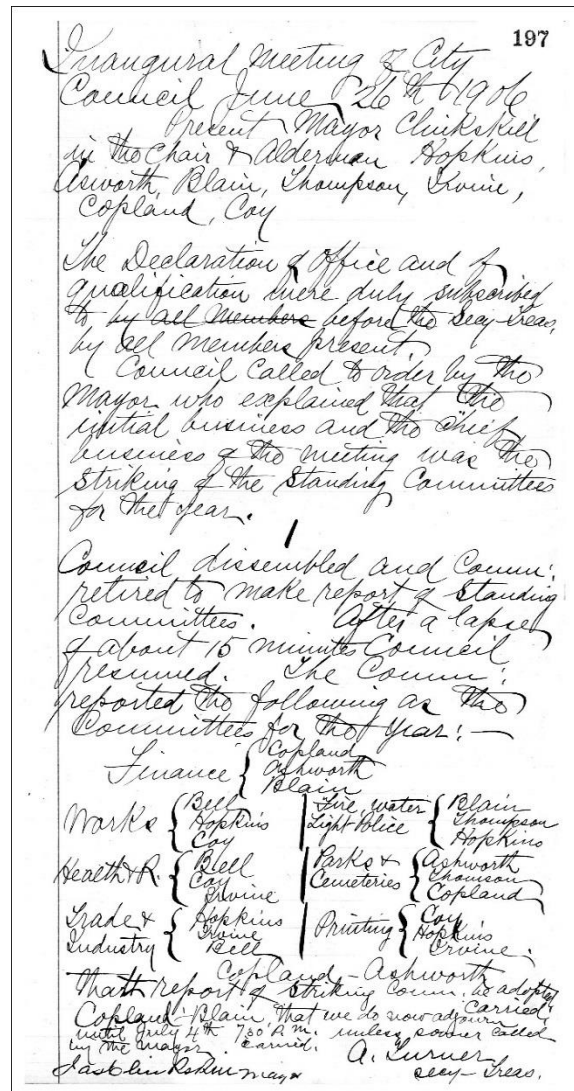 197
Inaugural Meeting of City
Council June 26th 1906
Present Mayor Clinkskill
in the Chair & Alderman Hopkins,
Asworth, Blain, Thompson, Irvine,
Copland, Coy
The Declaration of Office and of
qualification were duly subscribed
to by all Members before the Secy-Treas.
by all members present.
Council called to order by the
Mayor who explained that the
initial business and the chief
business of the meeting was the
striking of the Standing Committees
for the year.
Council dissembled and Comm:
retired to make report of Standing
Committees. After a lapse
of about 15 minutes Council
resumed. The Comm:
reported the following as the
Committees for the Year:—
Finance { Copland
Ashworth
Blain
Works { Bell
Hopkins
Coy
Fire, water
Light Police { Blain
Thompson
Hopkins
Health & R. { Bell
Coy
Irvine
Parks &
Cemeteries { Ashworth
Thomson
Copland
Trade &
Industry { Hopkins
Irvine
Bell
Printing { Coy
Hopkins
Irvine.
Copland – Ashworth
That report of Striking Comm. be adopted
carried.
Copland – Blain That we do now adjourn
until July 4th 7.30 P.M. unless sooner called
by the mayor carried.
Jas Clinkskill mayor
A. Turner
Secy-Treas.